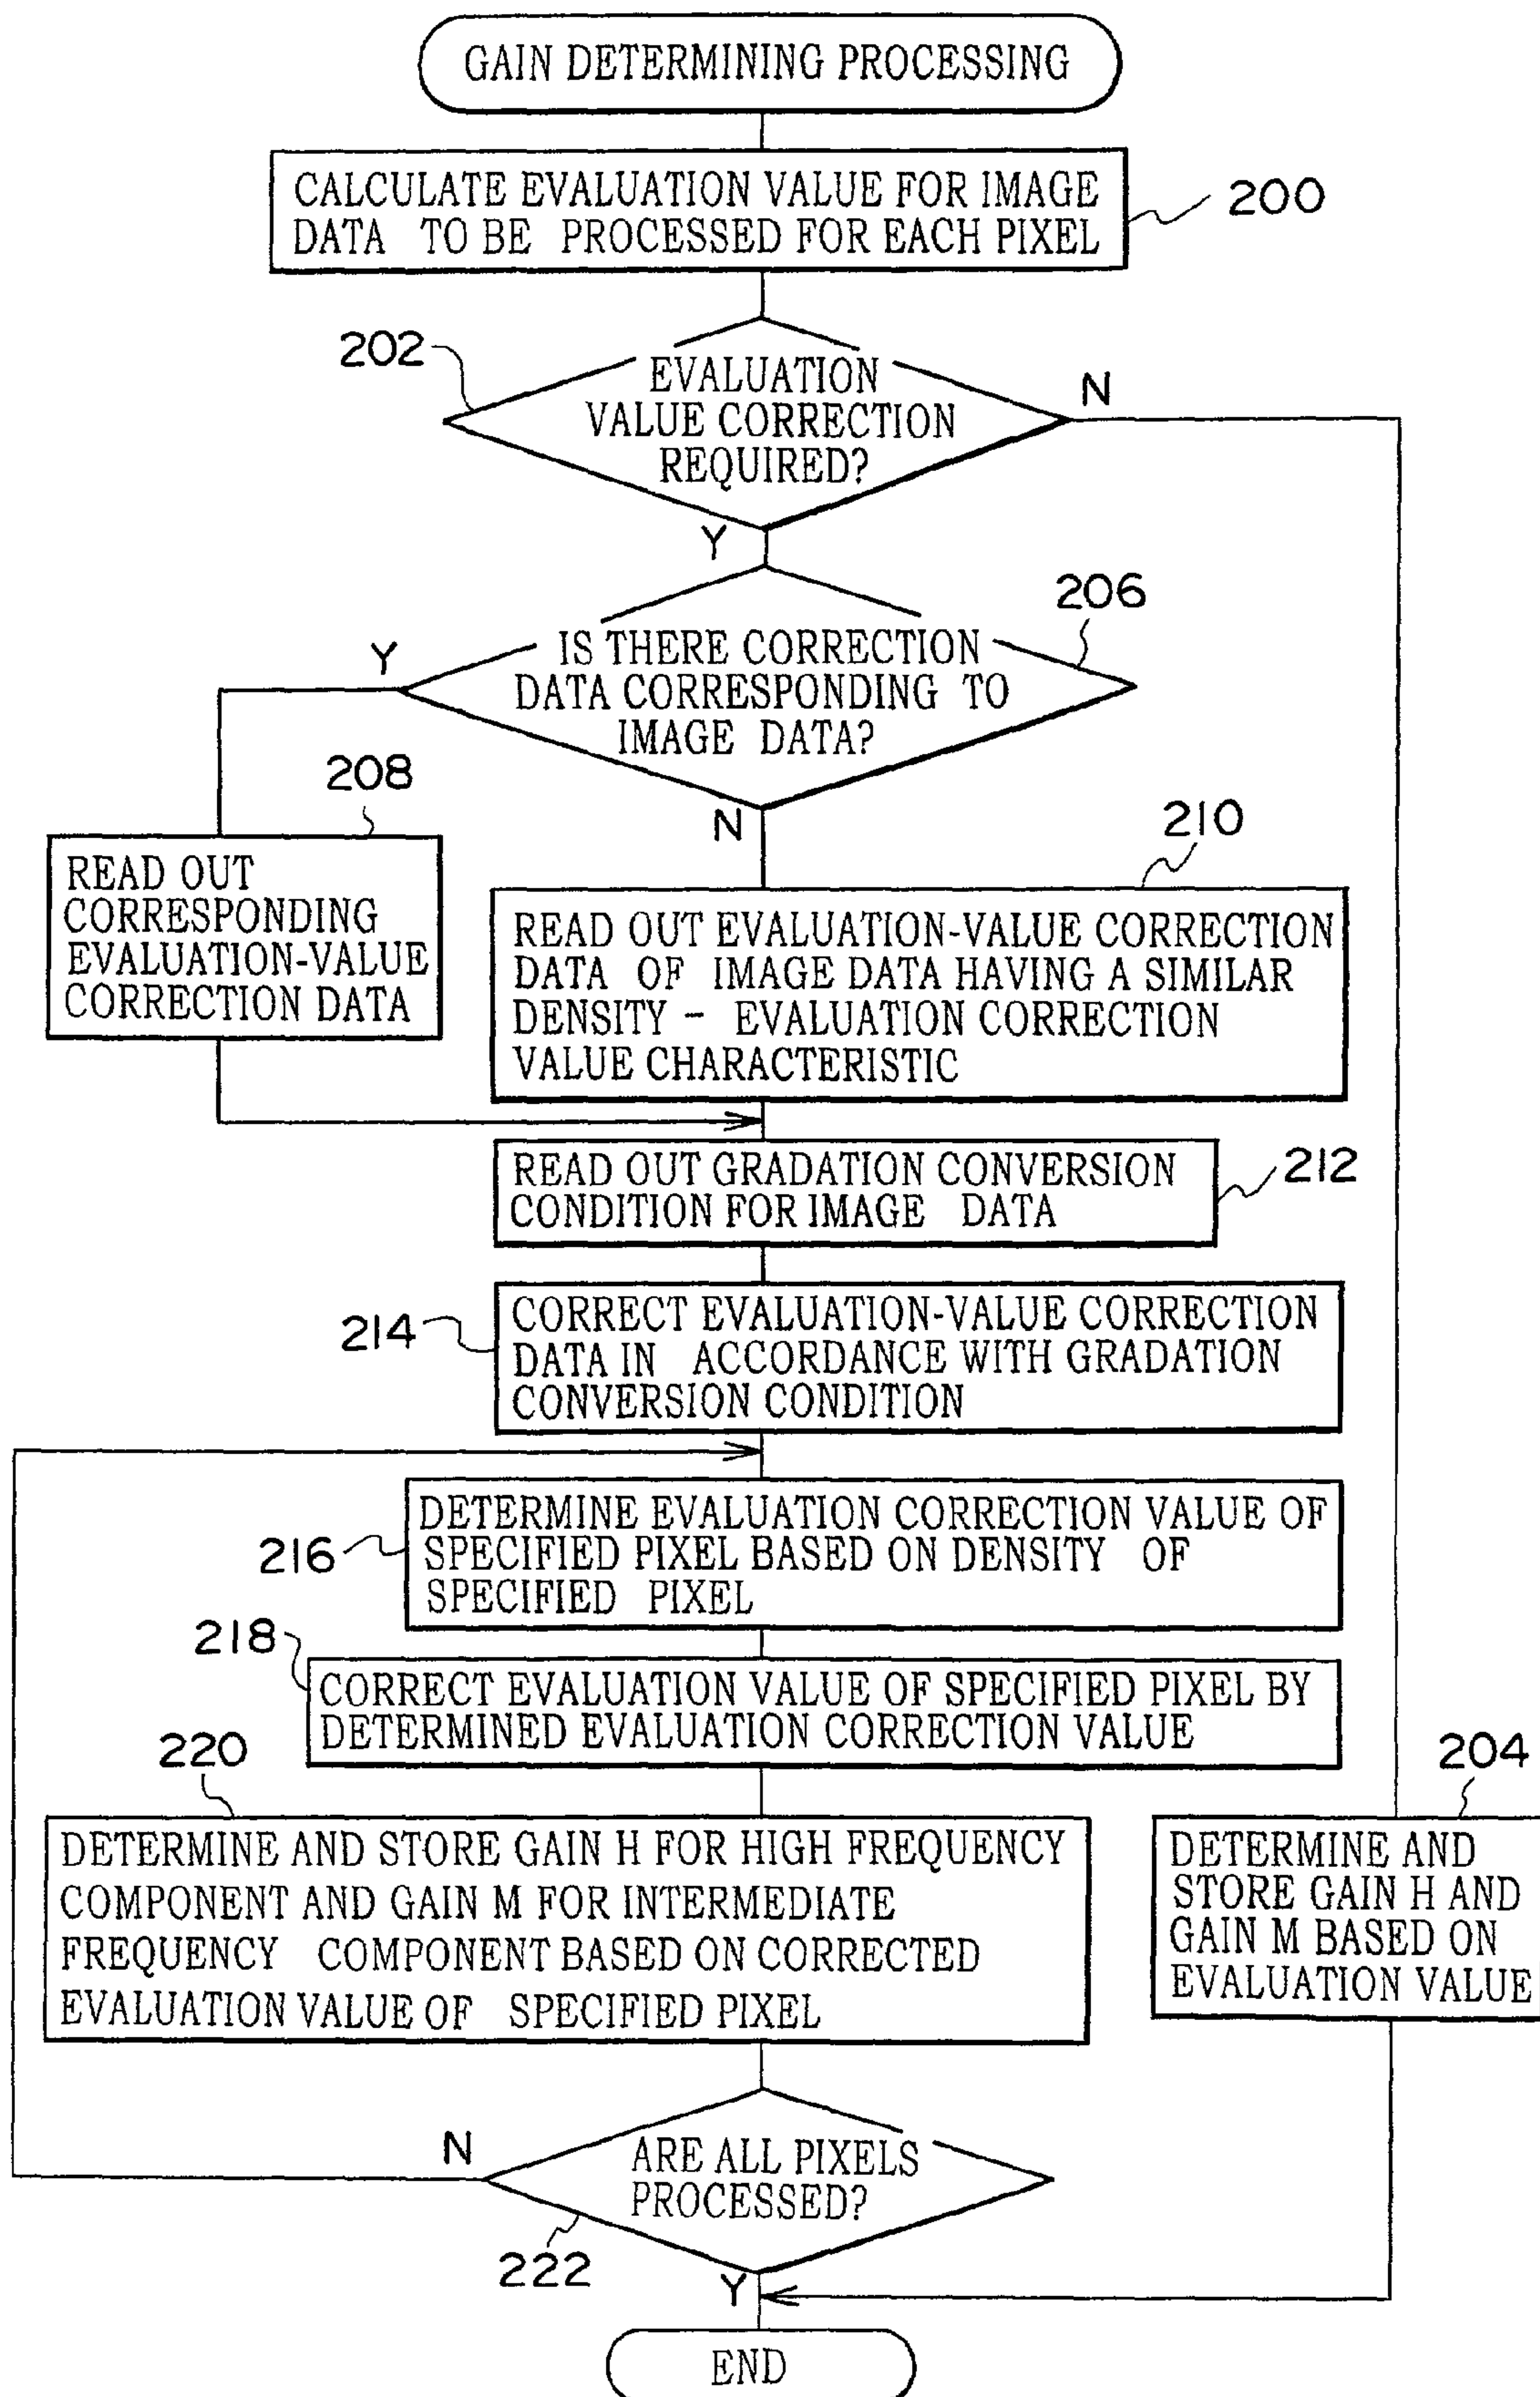 GAIN DETERMINING PROCESSING
CALCULATE EVALUATION VALUE FOR IMAGE
DATA TO BE PROCESSED FOR EACH PIXEL
200
202
EVALUATION
VALUE CORRECTION
REQUIRED?
N
Y
206
IS THERE CORRECTION
DATA CORRESPONDING TO
IMAGE DATA?
Y
N
208
READ OUT
CORRESPONDING
EVALUATION-VALUE
CORRECTION DATA
210
READ OUT EVALUATION-VALUE CORRECTION
DATA OF IMAGE DATA HAVING A SIMILAR
DENSITY - EVALUATION CORRECTION
VALUE CHARACTERISTIC
READ OUT GRADATION CONVERSION
CONDITION FOR IMAGE DATA
212
214
CORRECT EVALUATION-VALUE CORRECTION
DATA IN ACCORDANCE WITH GRADATION
CONVERSION CONDITION
216
DETERMINE EVALUATION CORRECTION VALUE OF
SPECIFIED PIXEL BASED ON DENSITY OF
SPECIFIED PIXEL
218
CORRECT EVALUATION VALUE OF SPECIFIED PIXEL BY
DETERMINED EVALUATION CORRECTION VALUE
220
DETERMINE AND STORE GAIN H FOR HIGH FREQUENCY
COMPONENT AND GAIN M FOR INTERMEDIATE
FREQUENCY COMPONENT BASED ON CORRECTED
EVALUATION VALUE OF SPECIFIED PIXEL
204
DETERMINE AND
STORE GAIN H AND
GAIN M BASED ON
EVALUATION VALUE
N
ARE ALL PIXELS
PROCESSED?
222
Y
END